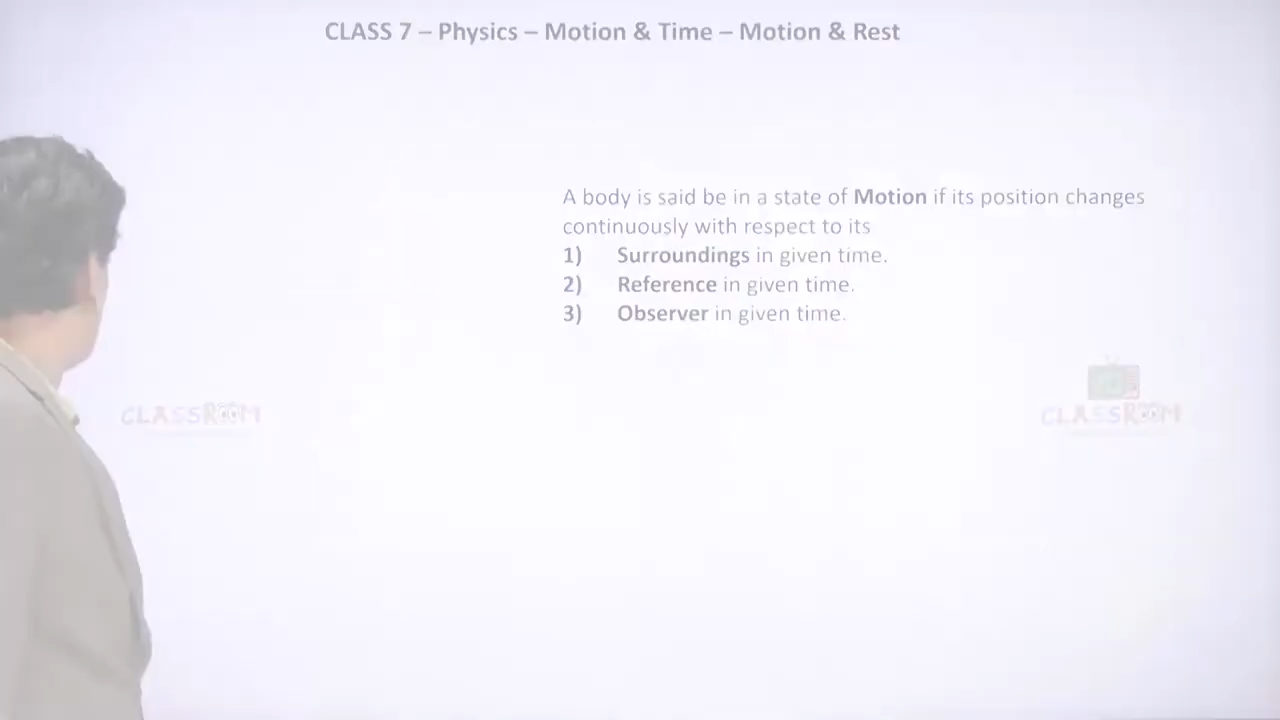 CLASS 7 – Physics – Motion & Time – Motion & Rest
A body is said be in a state of Motion if its position changes
continuously with respect to its
1) Surroundings in given time.
2) Reference in given time.
3) Observer in given time.
CLASSROOM
CLASSROOM